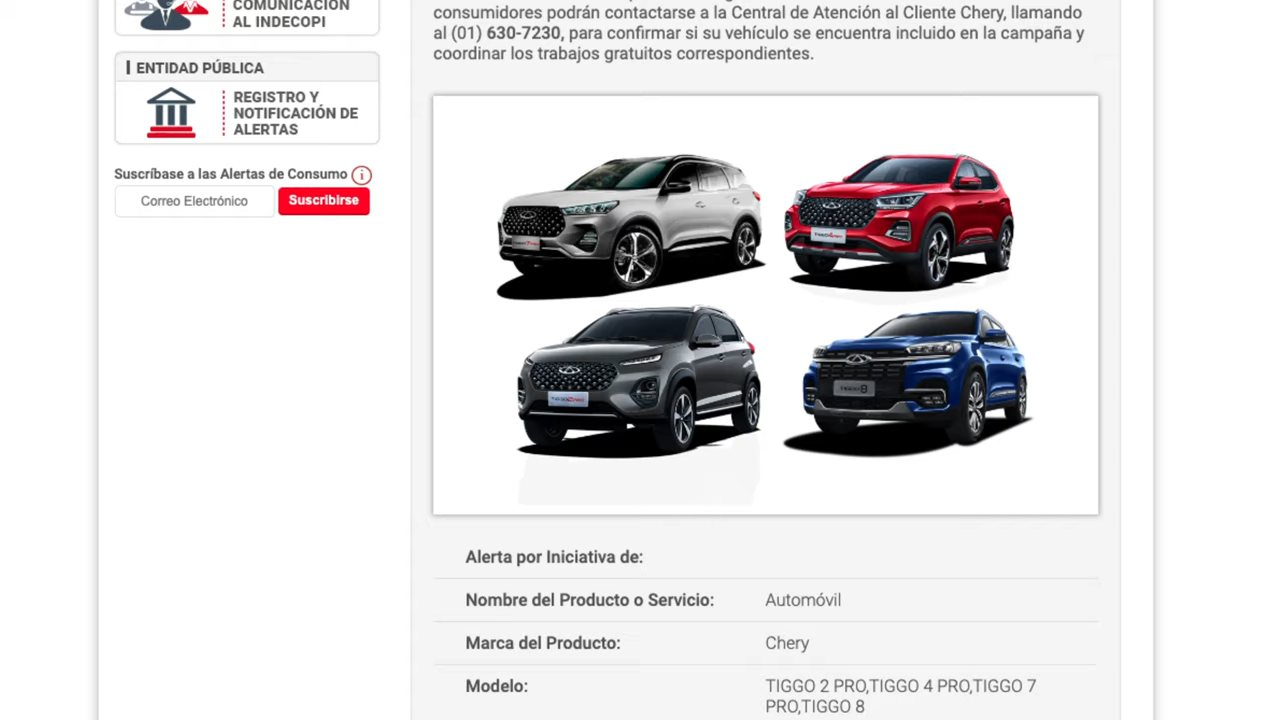 COMUNICACIÓN
AL INDECOPI
ENTIDAD PÚBLICA
REGISTRO Y
NOTIFICACIÓN DE
ALERTAS
Suscríbase a las Alertas de Consumo
Correo Electrónico
Suscribirse
consumidores podrán contactarse a la Central de Atención al Cliente Chery, llamando
al (01) 630-7230, para confirmar si su vehículo se encuentra incluido en la campaña y
coordinar los trabajos gratuitos correspondientes.
TIGGO 8
Alerta por Iniciativa de:
Nombre del Producto o Servicio: Automóvil
Marca del Producto: Chery
Modelo: TIGGO 2 PRO,TIGGO 4 PRO,TIGGO 7
PRO,TIGGO 8